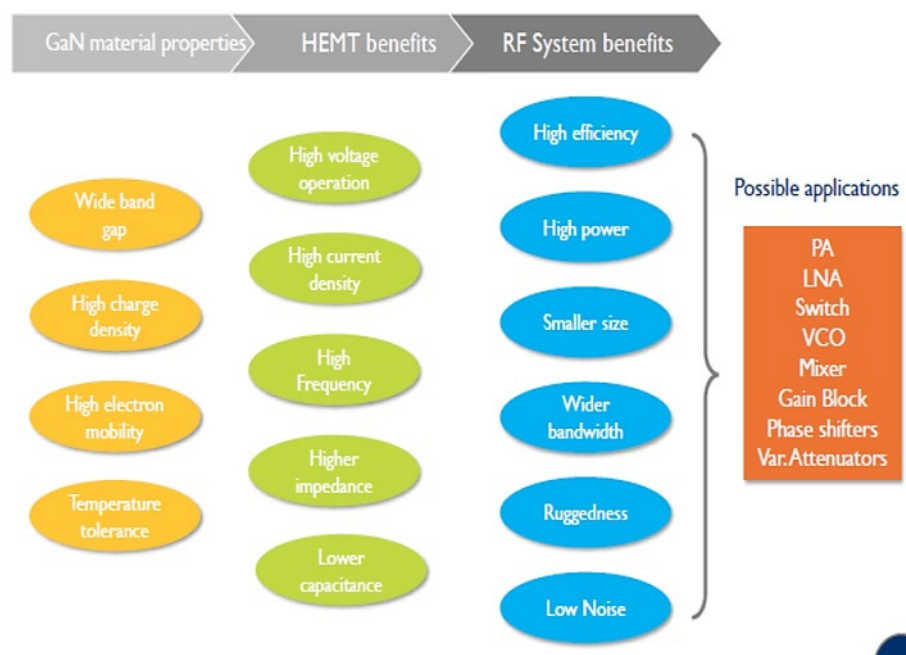 GaN material properties
HEMT benefits
RF System benefits
Wide band
gap
High charge
density
High electron
mobility
Temperature
tolerance
High voltage
operation
High current
density
High
Frequency
Higher
impedance
Lower
capacitance
High efficiency
High power
Smaller size
Wider
bandwidth
Ruggedness
Low Noise
Possible applications
PA
LNA
Switch
VCO
Mixer
Gain Block
Phase shifters
Var.Attenuators